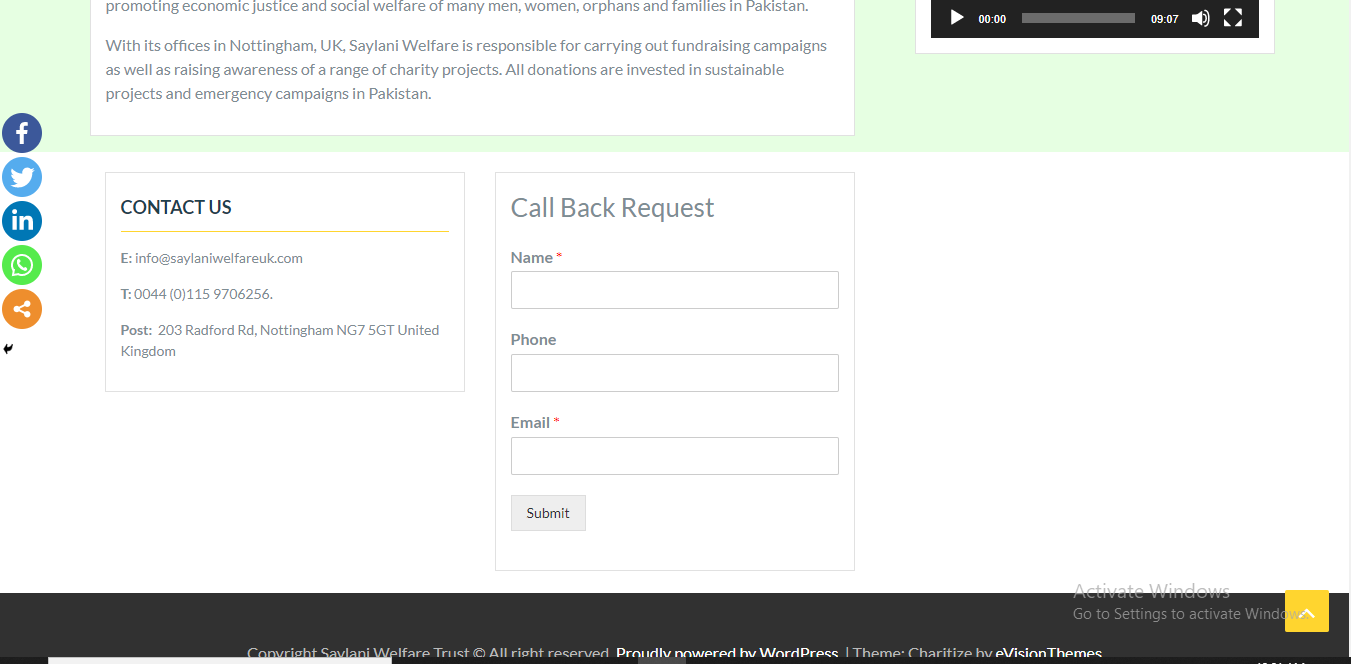 promoting economic justice and social welfare of many men, women, orphans and families in Pakistan.
With its offices in Nottingham, UK, Saylani Welfare is responsible for carrying out fundraising campaigns
as well as raising awareness of a range of charity projects. All donations are invested in sustainable
projects and emergency campaigns in Pakistan.
00:00
09:07
CONTACT US
E: info@saylaniwelfareuk.com
T: 0044 (0)115 9706256.
Post: 203 Radford Rd, Nottingham NG7 5GT United
Kingdom
Call Back Request
Name *
Phone
Email *
Submit
Activate Windows
Go to Settings to activate Windows.
Copyright Saylani Welfare Trust © All right reserved. Proudly powered by WordPress. | Theme: Charitize by eVisionThemes